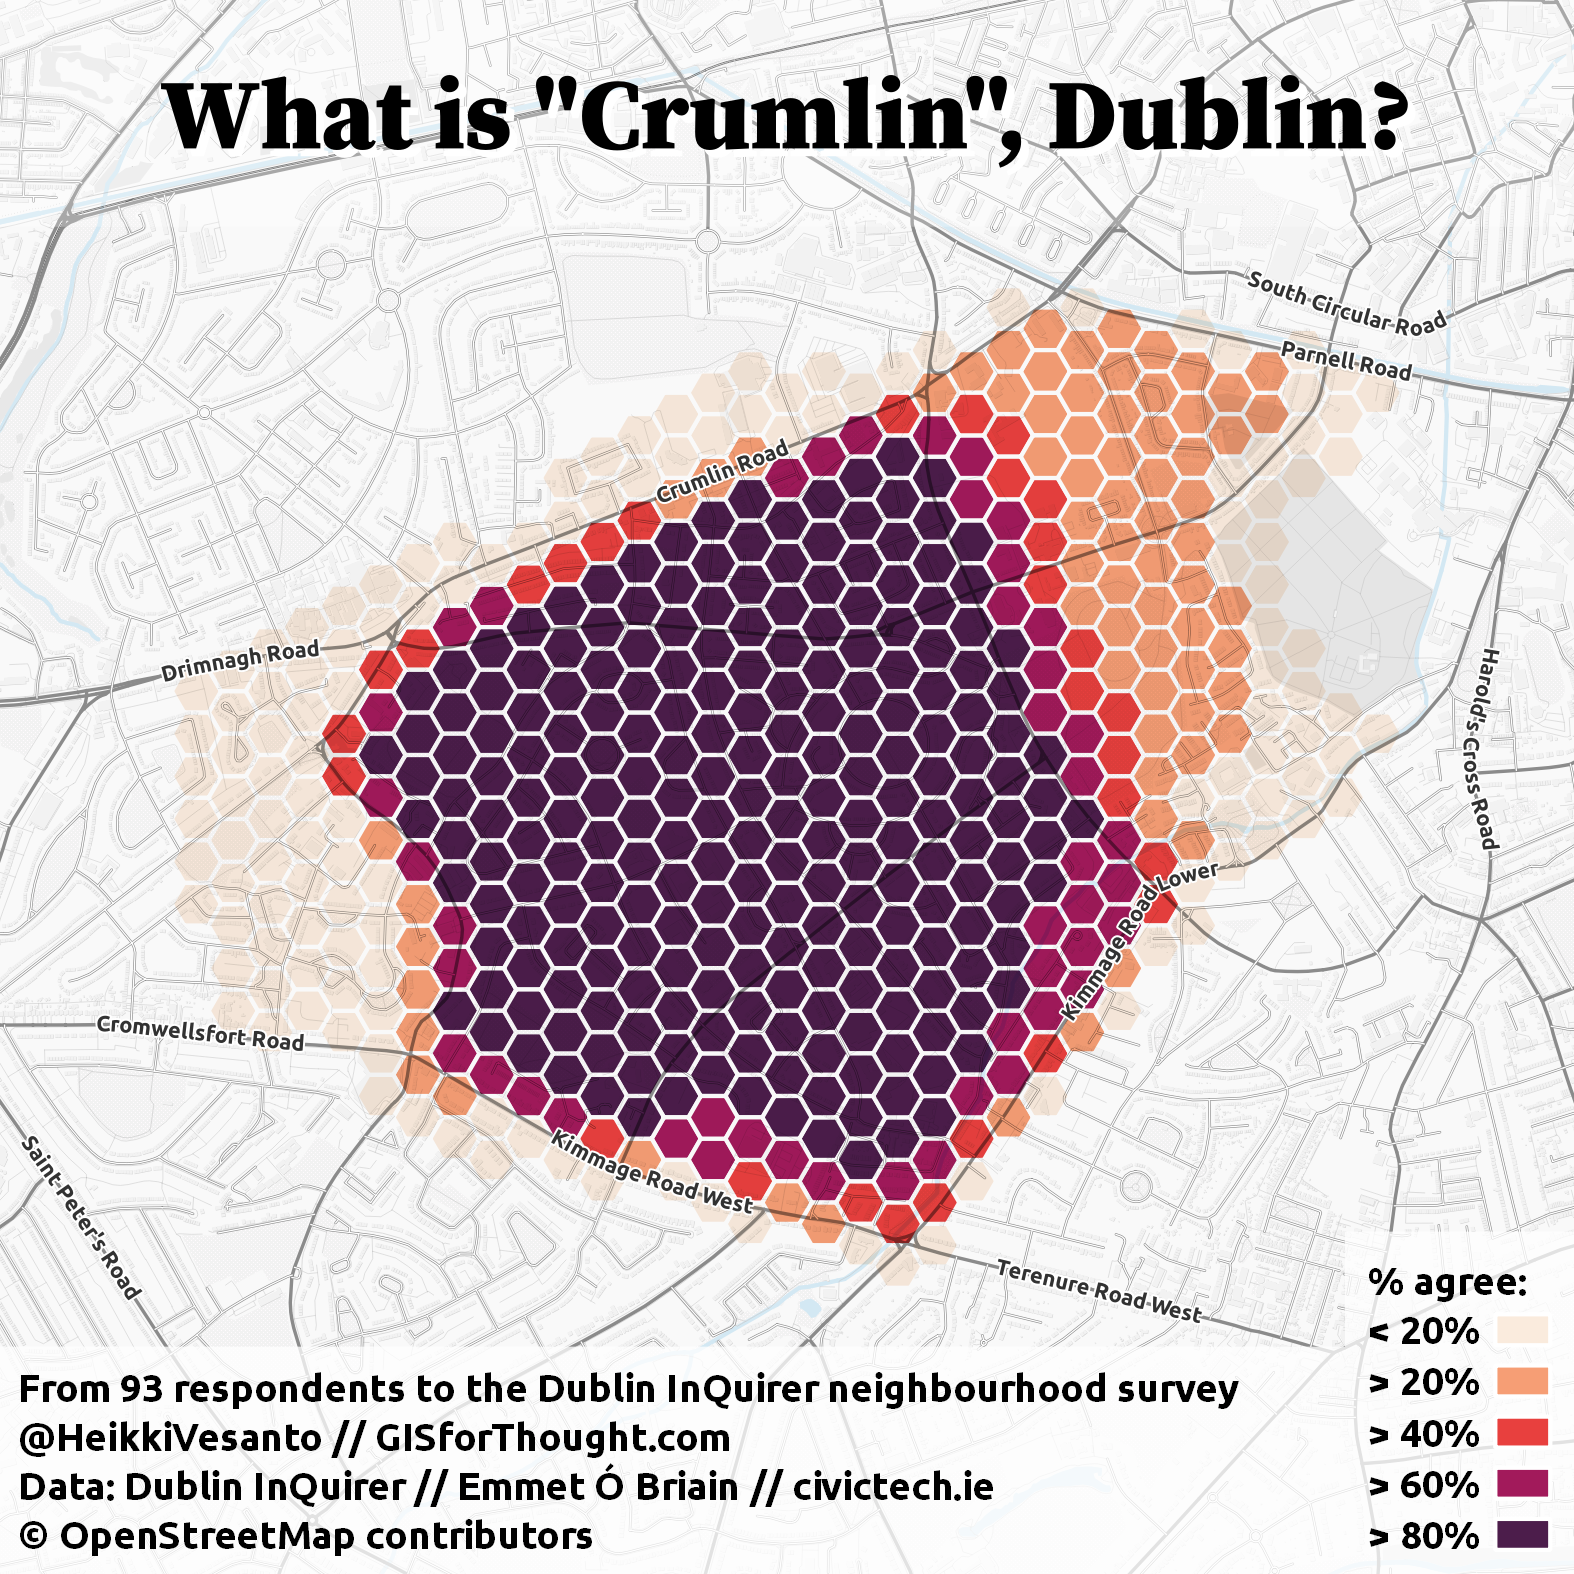 What is "Crumlin", Dublin?
South Circular Road
Parnell Road
Crumlin Road
Drimnagh Road
Harold's Cross Road
Kimmage Road Lower
Cromwellsfort Road
Kimmage Road West
Saint Peter's Road
Terenure Road West
% agree:
< 20%
> 20%
> 40%
> 60%
> 80%
From 93 respondents to the Dublin InQuirer neighbourhood survey
@HeikkiVesanto // GISforThought.com
Data: Dublin InQuirer // Emmet Ó Briain // civictech.ie
© OpenStreetMap contributors